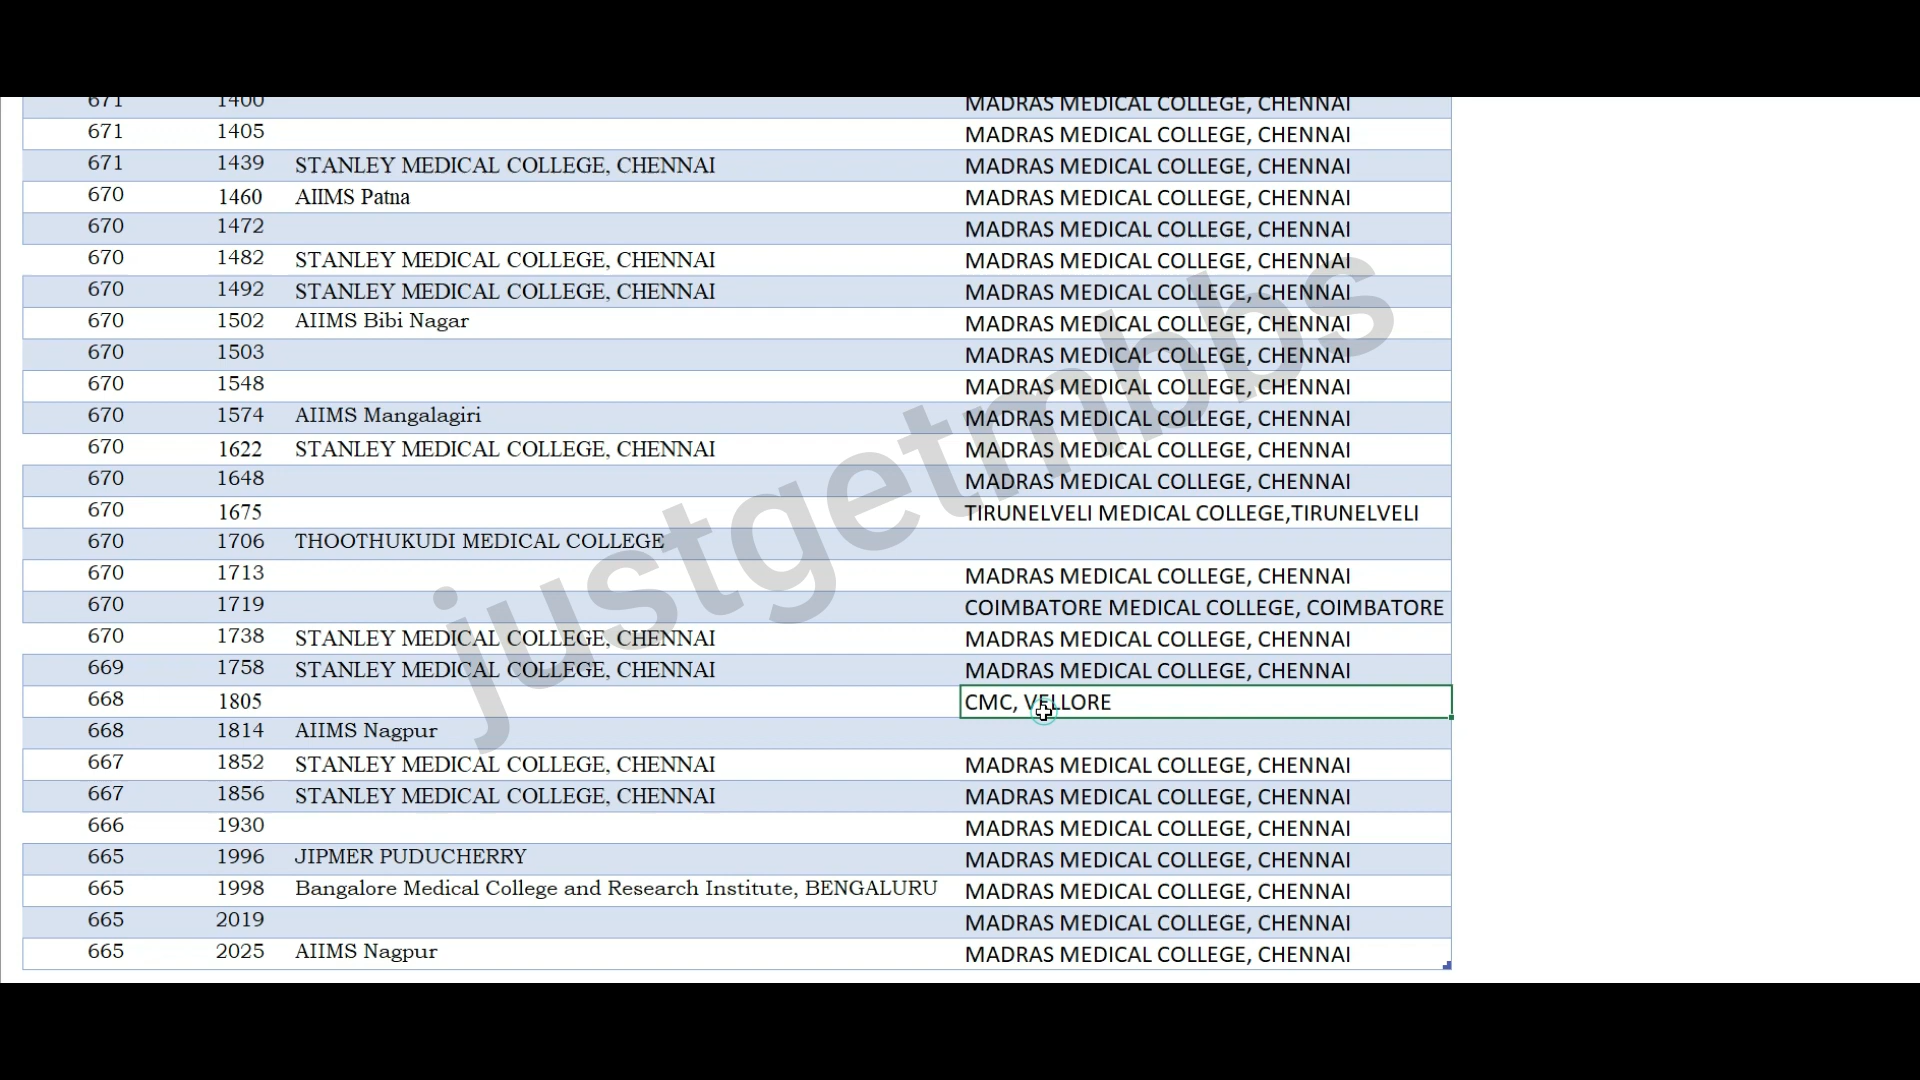 671 1400 MADRAS MEDICAL COLLEGE, CHENNAI
671 1405 MADRAS MEDICAL COLLEGE, CHENNAI
671 1439 STANLEY MEDICAL COLLEGE, CHENNAI MADRAS MEDICAL COLLEGE, CHENNAI
670 1460 AIIMS Patna MADRAS MEDICAL COLLEGE, CHENNAI
670 1472 MADRAS MEDICAL COLLEGE, CHENNAI
670 1482 STANLEY MEDICAL COLLEGE, CHENNAI MADRAS MEDICAL COLLEGE, CHENNAI
670 1492 STANLEY MEDICAL COLLEGE, CHENNAI MADRAS MEDICAL COLLEGE, CHENNAI
670 1502 AIIMS Bibi Nagar MADRAS MEDICAL COLLEGE, CHENNAI
670 1503 MADRAS MEDICAL COLLEGE, CHENNAI
670 1548 MADRAS MEDICAL COLLEGE, CHENNAI
670 1574 AIIMS Mangalagiri MADRAS MEDICAL COLLEGE, CHENNAI
670 1622 STANLEY MEDICAL COLLEGE, CHENNAI MADRAS MEDICAL COLLEGE, CHENNAI
670 1648 MADRAS MEDICAL COLLEGE, CHENNAI
670 1675 TIRUNELVELI MEDICAL COLLEGE,TIRUNELVELI
670 1706 THOOTHUKUDI MEDICAL COLLEGE
670 1713 MADRAS MEDICAL COLLEGE, CHENNAI
670 1719 COIMBATORE MEDICAL COLLEGE, COIMBATORE
670 1738 STANLEY MEDICAL COLLEGE, CHENNAI MADRAS MEDICAL COLLEGE, CHENNAI
669 1758 STANLEY MEDICAL COLLEGE, CHENNAI MADRAS MEDICAL COLLEGE, CHENNAI
668 1805 CMC, VELLORE
668 1814 AIIMS Nagpur
667 1852 STANLEY MEDICAL COLLEGE, CHENNAI MADRAS MEDICAL COLLEGE, CHENNAI
667 1856 STANLEY MEDICAL COLLEGE, CHENNAI MADRAS MEDICAL COLLEGE, CHENNAI
666 1930 MADRAS MEDICAL COLLEGE, CHENNAI
665 1996 JIPMER PUDUCHERRY MADRAS MEDICAL COLLEGE, CHENNAI
665 1998 Bangalore Medical College and Research Institute, BENGALURU MADRAS MEDICAL COLLEGE, CHENNAI
665 2019 MADRAS MEDICAL COLLEGE, CHENNAI
665 2025 AIIMS Nagpur MADRAS MEDICAL COLLEGE, CHENNAI
justgetmbbs